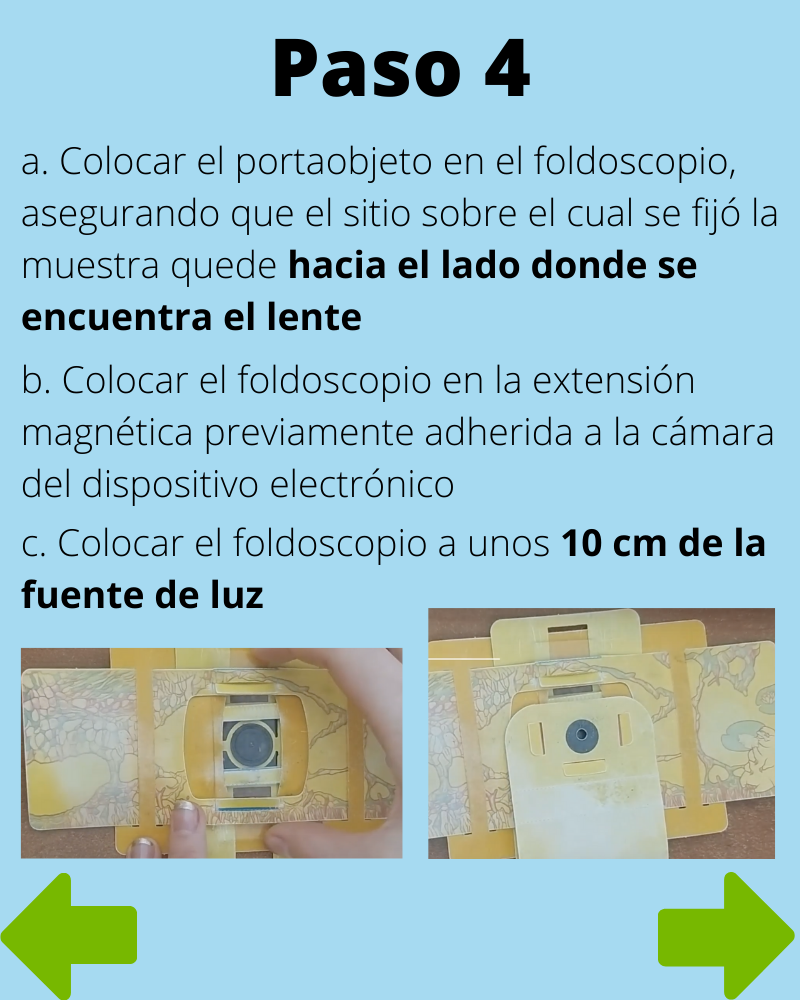 Paso 4
a. Colocar el portaobjeto en el foldoscopio,
asegurando que el sitio sobre el cual se fijó la
muestra quede hacia el lado donde se
encuentra el lente
b. Colocar el foldoscopio en la extensión
magnética previamente adherida a la cámara
del dispositivo electrónico
c. Colocar el foldoscopio a unos 10 cm de la
fuente de luz